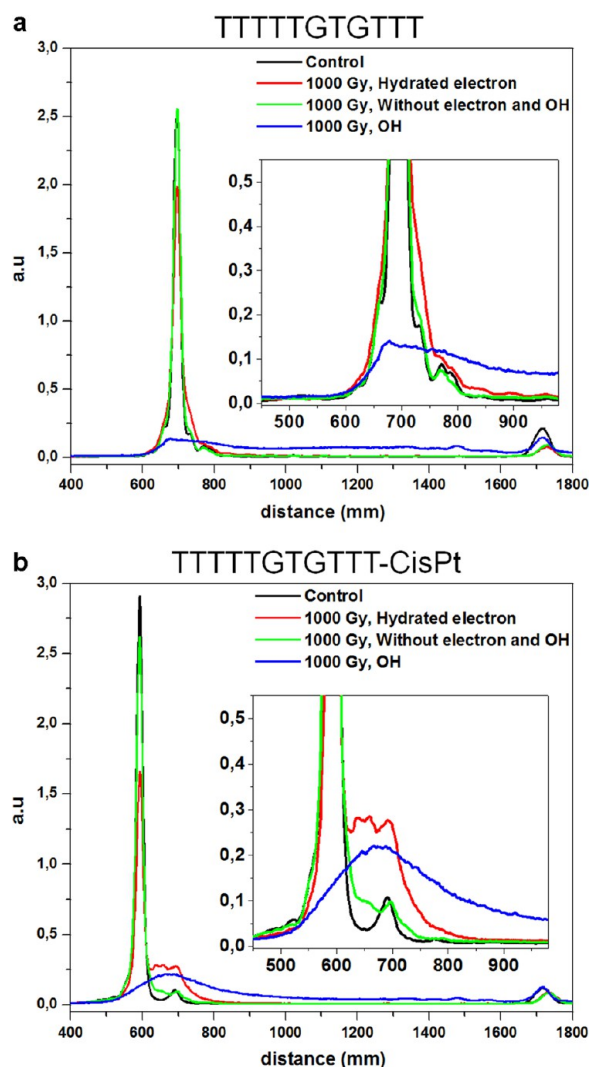 a
TTTTTGTGTTT
3,0
2,5
2,0
1,5
1,0
0,5
0,0
a.u
Control
1000 Gy, Hydrated electron
1000 Gy, Without electron and OH
1000 Gy, OH
0,5
0,4
0,3
0,2
0,1
0,0
500 600 700 800 900
400 600 800 1000 1200 1400 1600 1800
distance (mm)
b
TTTTTGTGTTT-CisPt
3,0
2,5
2,0
1,5
1,0
0,5
0,0
a.u
Control
1000 Gy, Hydrated electron
1000 Gy, Without electron and OH
1000 Gy, OH
0,5
0,4
0,3
0,2
0,1
0,0
500 600 700 800 900
400 600 800 1000 1200 1400 1600 1800
distance (mm)